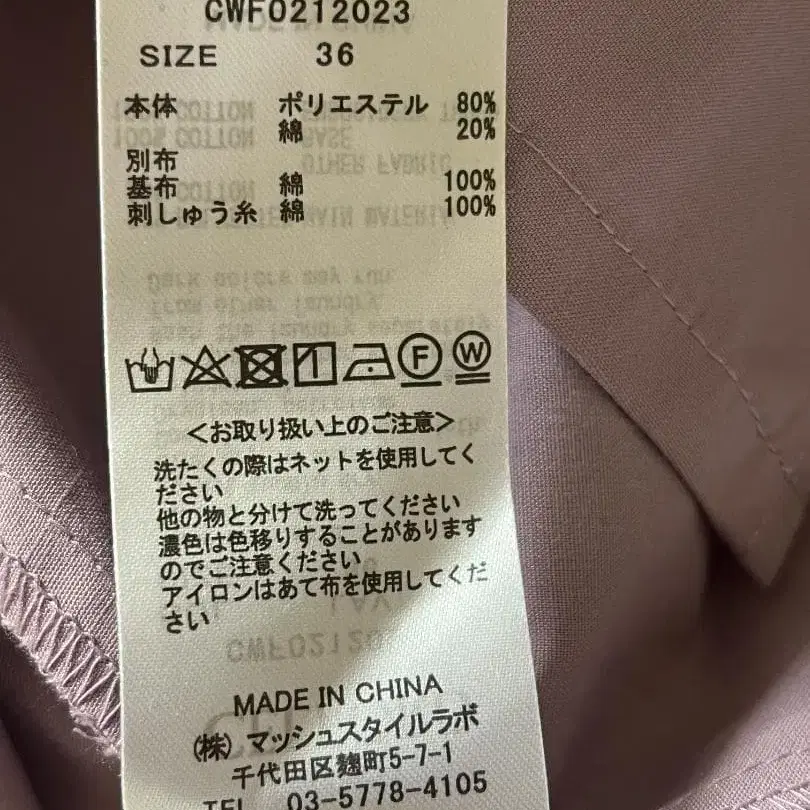 CWF0212023
SIZE 36
本体 ポリエステル 80%
綿 20%
別布
基布 綿 100%
刺しゅう糸 綿 100%
F W
<お取り扱い上のご注意>
洗たくの際はネットを使用してく
ださい
他の物と分けて洗ってください
濃色は色移りすることがあります
のでご注意ください
アイロンはあて布を使用してくだ
さい
MADE IN CHINA
(株)マッシュスタイルラボ
千代田区麹町5-7-1
TEL 03-5778-4105